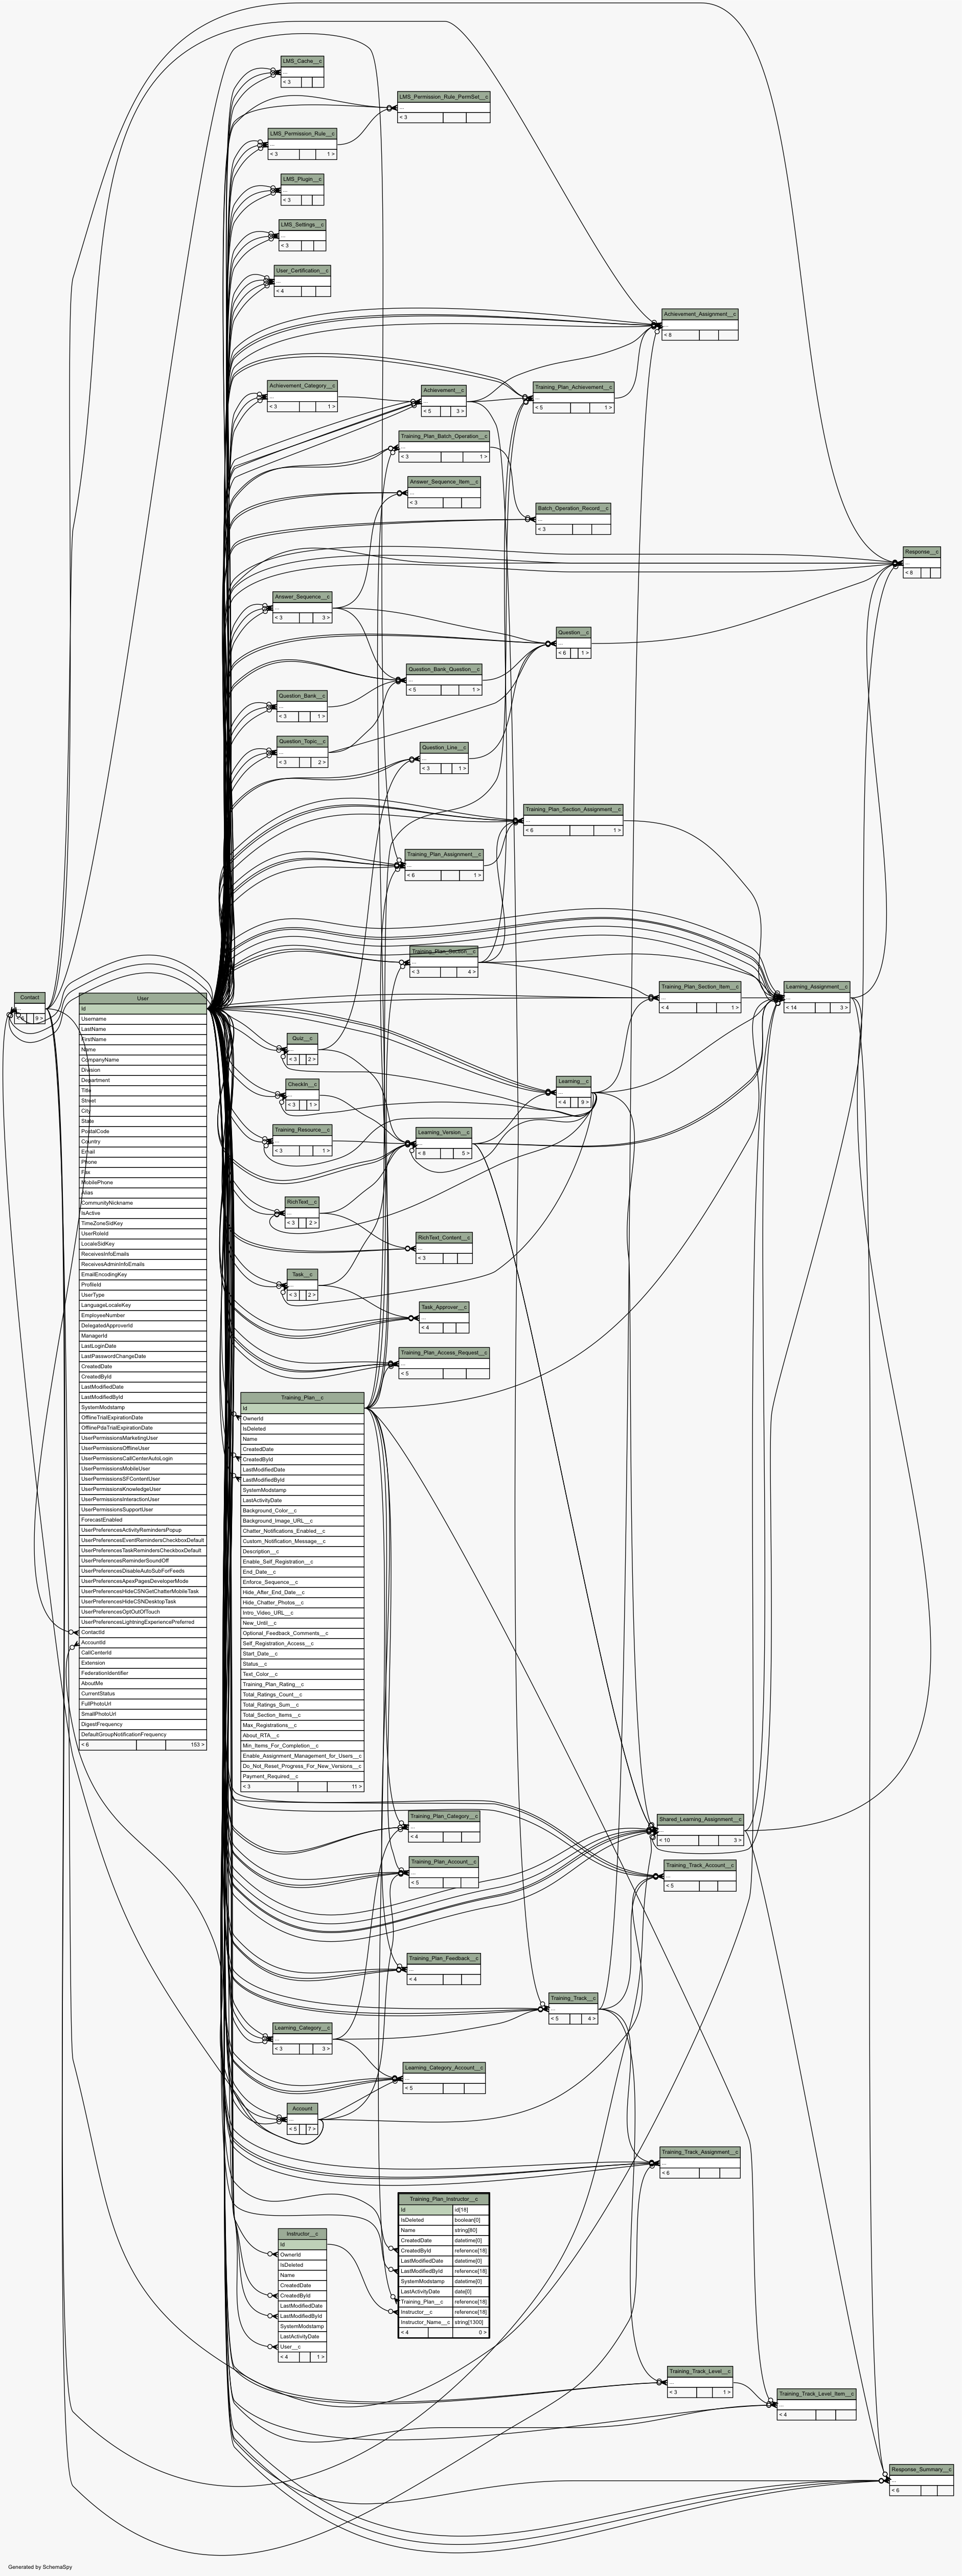 LMS_Cache__c
...
< 3
LMS_Permission_Rule_PermiSet__c
...
< 3
LMS_Permission_Rule__c
...
< 3 1 >
LMS_Plugin__c
...
< 3
LMS_Settings__c
...
< 3
User_Certification__c
...
< 4
Achievement_Assignment__c
...
< 8
Achievement_Category__c
...
< 3 1 >
Achievement__c
...
< 5 3 >
Training_Plan_Achievement__c
...
< 5 1 >
Training_Plan_Batch_Operation__c
...
< 3 1 >
Answer_Sequence_Item__c
...
< 3
Batch_Operation_Record__c
...
< 3
Response__c
...
< 8
Answer_Sequence__c
...
< 3 3 >
Question__c
...
< 6 1 >
Question_Bank_Question__c
...
< 5 1 >
Question_Bank__c
...
< 3 1 >
Question_Topic__c
...
< 3 2 >
Question_Line__c
...
< 3 1 >
Training_Plan_Section_Assignment__c
...
< 6 1 >
Training_Plan_Assignment__c
...
< 6 1 >
Training_Plan_Section__c
...
< 3 4 >
Training_Plan_Section_Item__c
...
< 4 1 >
Learning_Assignment__c
...
< 14 3 >
Contact
9 >
User
Id
Username
LastName
FirstName
Name
CompanyName
Division
Department
Title
Street
City
State
PostalCode
Country
Email
Phone
Fax
MobilePhone
Alias
CommunityNickname
IsActive
TimeZoneSidKey
UserRoleId
LocaleSidKey
ReceivesInfoEmails
ReceivesAdminInfoEmails
EmailEncodingKey
ProfileId
UserType
LanguageLocaleKey
EmployeeNumber
DelegatedApproverId
ManagerId
LastLoginDate
LastPasswordChangeDate
CreatedDate
CreatedById
LastModifiedDate
LastModifiedById
SystemModstamp
OfflineTrialExpirationDate
OfflinePdaTrialExpirationDate
UserPermissionsMarketingUser
UserPermissionsOfflineUser
UserPermissionsCallCenterAutoLogin
UserPermissionsMobileUser
UserPermissionsSFContentUser
UserPermissionsKnowledgeUser
UserPermissionsInteractionUser
UserPermissionsSupportUser
ForecastEnabled
UserPreferencesActivityRemindersPopup
UserPreferencesEventRemindersCheckboxDefault
UserPreferencesTaskRemindersCheckboxDefault
UserPreferencesReminderSoundOff
UserPreferencesDisableAutoSubForFeeds
UserPreferencesApexPagesDeveloperMode
UserPreferencesHideCSNGetChatterMobileTask
UserPreferencesHideCSNDesktopTask
UserPreferencesOptOutOfTouch
UserPreferencesLightningExperiencePreferred
ContactId
AccountId
CallCenterId
Extension
FederationIdentifier
AboutMe
CurrentStatus
FullPhotoUrl
SmallPhotoUrl
DigestFrequency
DefaultGroupNotificationFrequency
< 6 153 >
Quiz__c
...
< 3 2 >
CheckIn__c
...
< 3 1 >
Learning__c
...
< 4 9 >
Training_Resource__c
...
< 3 1 >
Learning_Version__c
...
< 8 5 >
RichText__c
...
< 3 2 >
RichText_Content__c
...
< 3
Task__c
...
< 3 2 >
Task_Approver__c
...
< 4
Training_Plan_Access_Request__c
...
< 5
Training_Plan__c
Id
OwnerId
IsDeleted
Name
CreatedDate
CreatedById
LastModifiedDate
LastModifiedById
SystemModstamp
LastActivityDate
Background_Color__c
Background_Image_URL__c
Chatter_Notifications_Enabled__c
Custom_Notification_Message__c
Description__c
Enable_Self_Registration__c
End_Date__c
Enforce_Sequence__c
Hide_After_End_Date__c
Hide_Chatter_Photos__c
Intro_Video_URL__c
New_Until__c
Optional_Feedback_Comments__c
Self_Registration_Access__c
Start_Date__c
Status__c
Text_Color__c
Training_Plan_Rating__c
Total_Ratings_Count__c
Total_Ratings_Sum__c
Total_Section_Items__c
Max_Registrations__c
About_RTA__c
Min_Items_For_Completion__c
Enable_Assignment_Management_for_Users__c
Do_Not_Reset_Progress_For_New_Versions__c
Payment_Required__c
< 3 11 >
Training_Plan_Category__c
...
< 4
Shared_Learning_Assignment__c
...
< 10 3 >
Training_Plan_Account__c
...
< 5
Training_Track_Account__c
...
< 5
Training_Plan_Feedback__c
...
< 4
Training_Track__c
...
< 5 4 >
Learning_Category__c
...
< 3 3 >
Learning_Category_Account__c
...
< 5
Account
...
< 5 7 >
Training_Track_Assignment__c
...
< 6
Training_Plan_Instructor__c
Id id[18]
IsDeleted boolean[0]
Name string[80]
CreatedDate datetime[0]
CreatedById reference[18]
LastModifiedDate datetime[0]
LastModifiedById reference[18]
SystemModstamp datetime[0]
LastActivityDate date[0]
Training_Plan__c reference[18]
Instructor__c reference[18]
Instructor_Name__c string[1300]
< 4 0 >
Instructor__c
Id
OwnerId
IsDeleted
Name
CreatedDate
CreatedById
LastModifiedDate
LastModifiedById
SystemModstamp
LastActivityDate
User__c
< 4 1 >
Training_Track_Level__c
...
< 3 1 >
Training_Track_Level_Item__c
...
< 4
Response_Summary__c
...
< 6
Generated by SchemaSpy